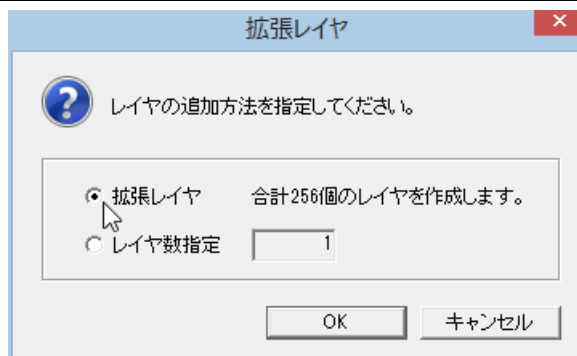 拡張レイヤ
レイヤの追加方法を指定してください。
拡張レイヤ 合計256個のレイヤを作成します。
レイヤ数指定 1
OK キャンセル